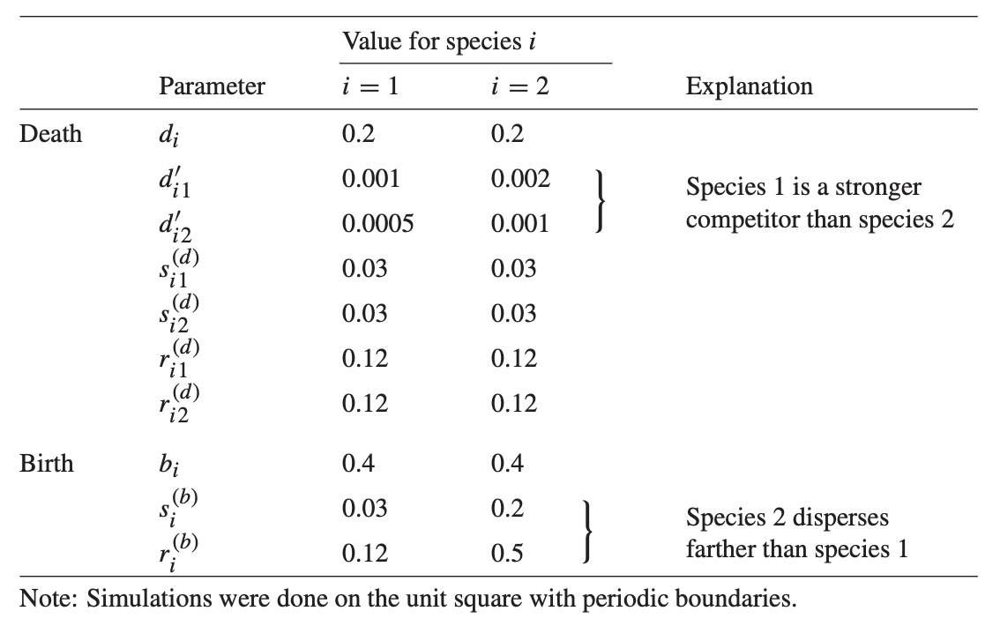 Value for species i
Parameter i = 1 i = 2 Explanation
Death d_i 0.2 0.2
d′_{i1} 0.001 0.002 } Species 1 is a stronger
d′_{i2} 0.0005 0.001 competitor than species 2
s_{i1}^{(d)} 0.03 0.03
s_{i2}^{(d)} 0.03 0.03
r_{i1}^{(d)} 0.12 0.12
r_{i2}^{(d)} 0.12 0.12
Birth b_i 0.4 0.4
s_i^{(b)} 0.03 0.2 } Species 2 disperses
r_i^{(b)} 0.12 0.5 farther than species 1
Note: Simulations were done on the unit square with periodic boundaries.